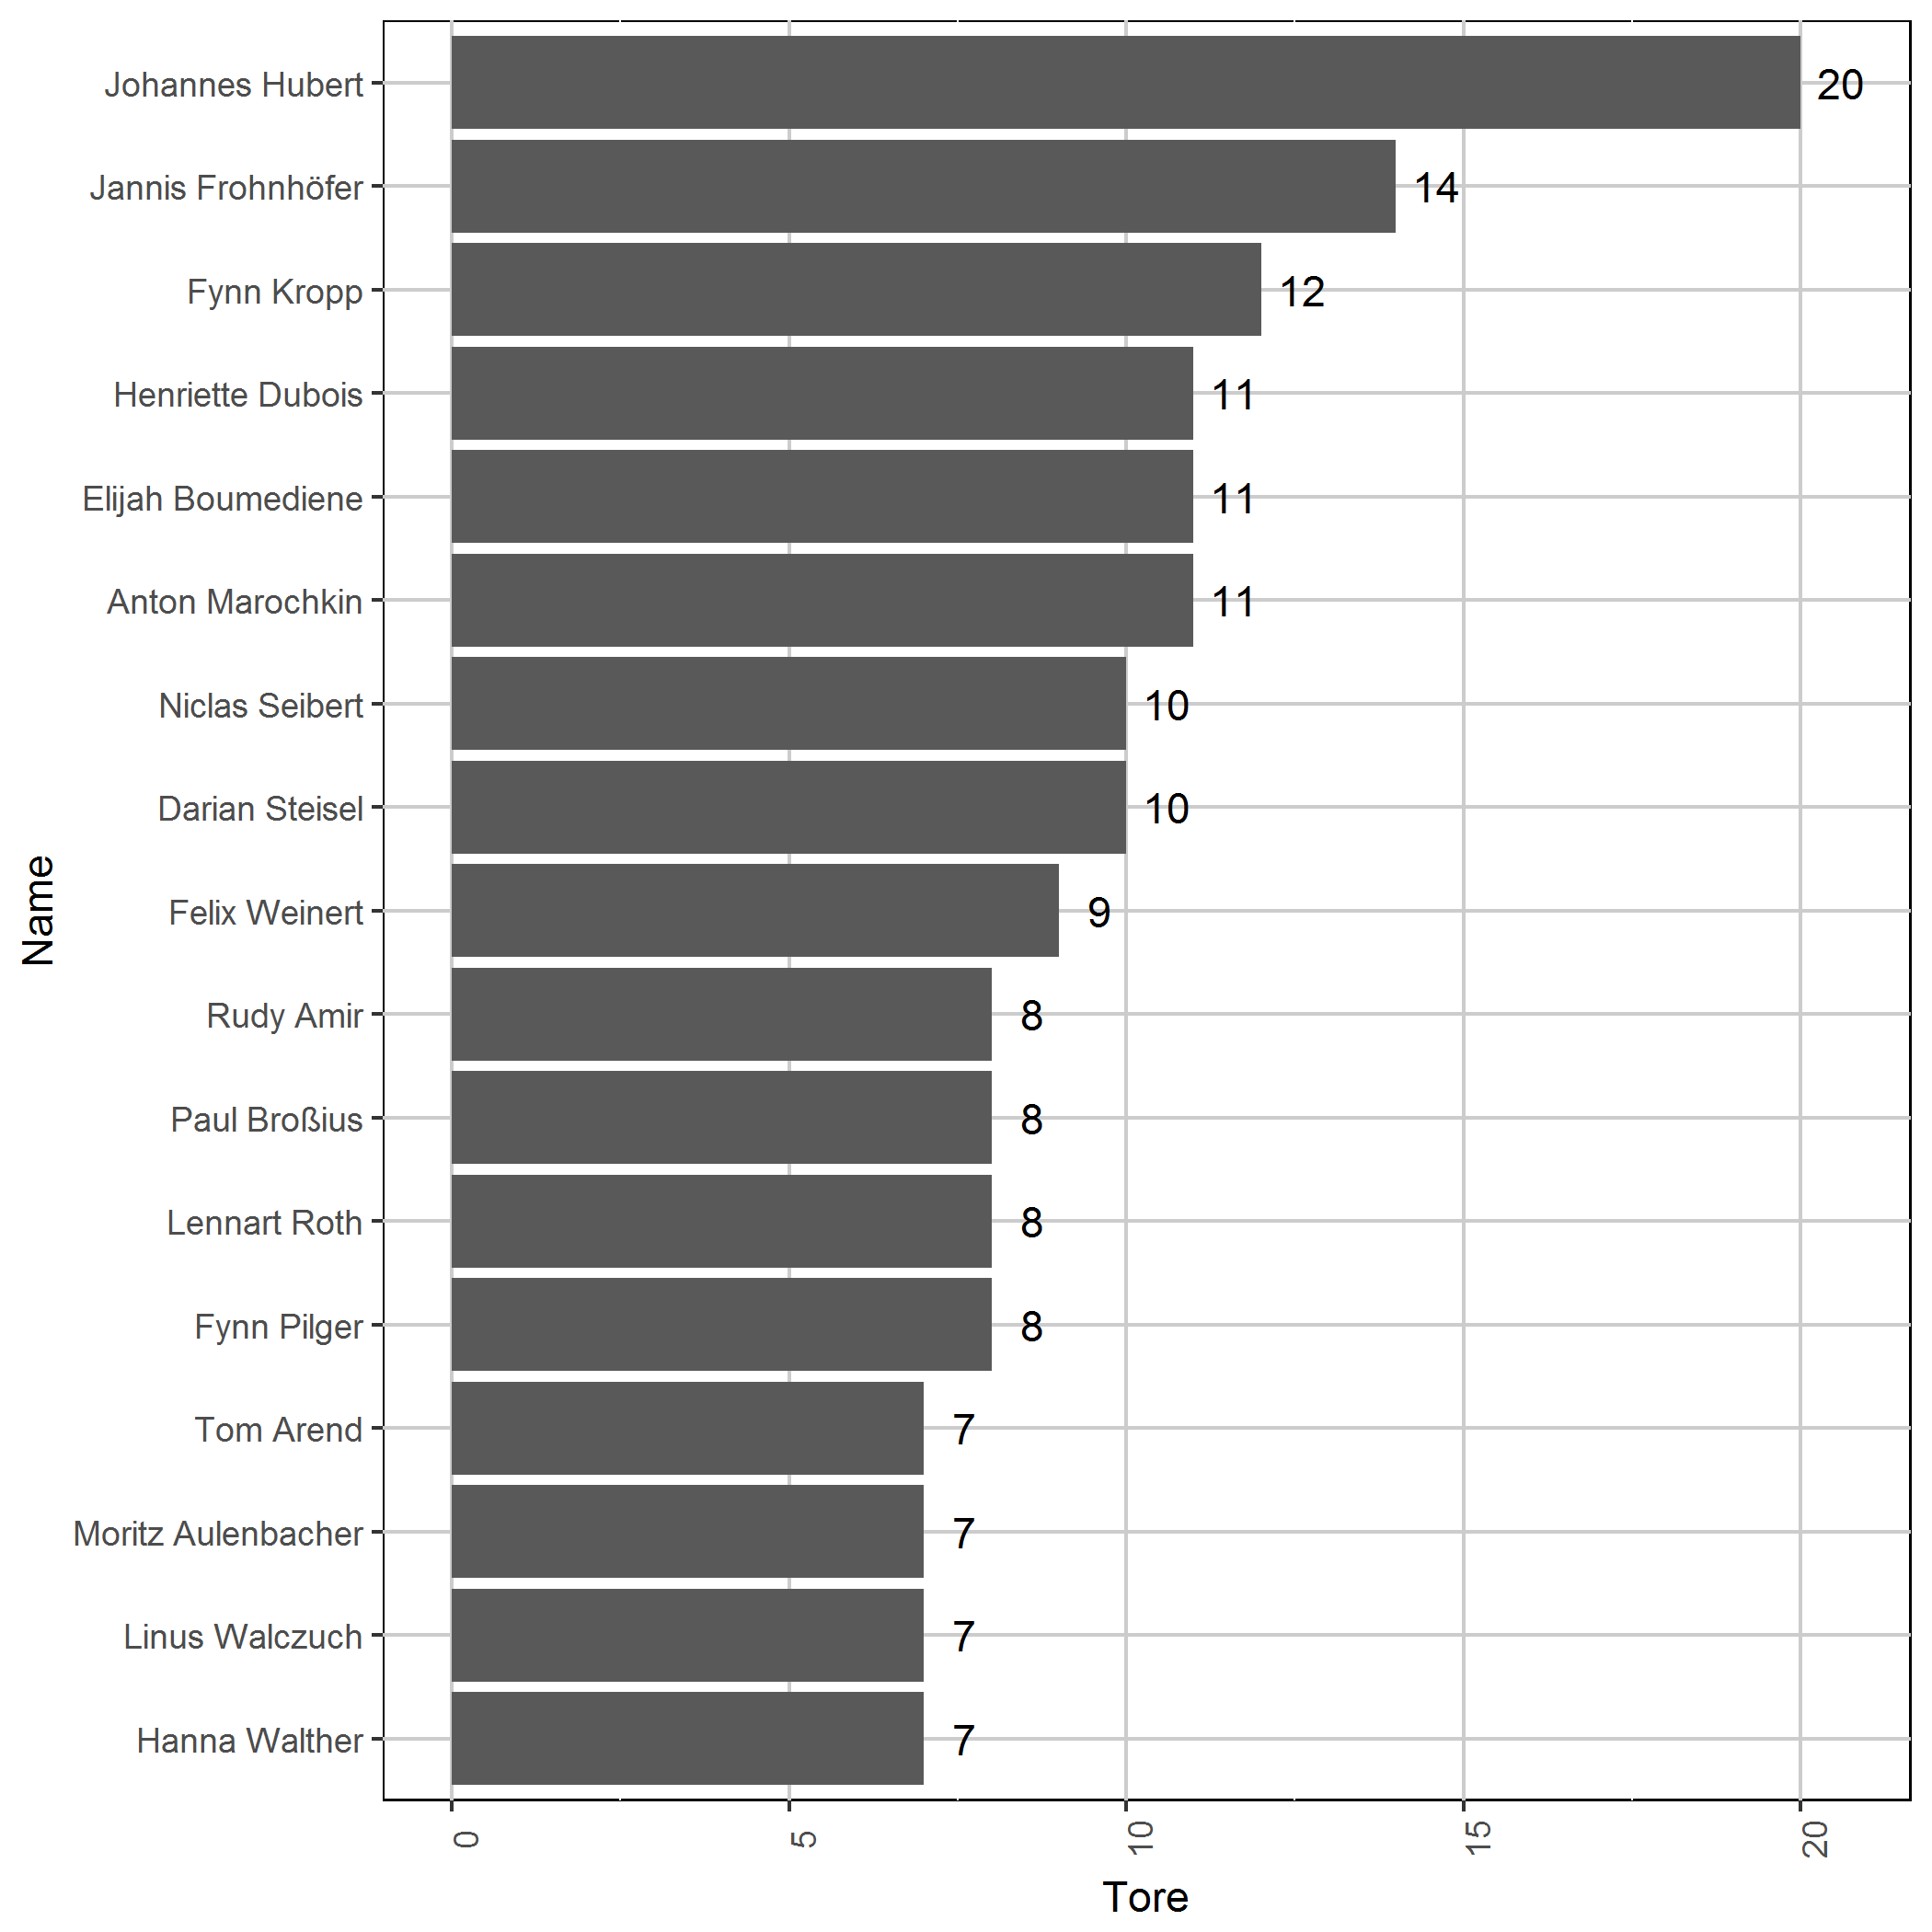 Johannes Hubert 20
Jannis Frohnhöfer 14
Fynn Kropp 12
Henriette Dubois 11
Elijah Boumediene 11
Anton Marochkin 11
Niclas Seibert 10
Darian Steisel 10
Felix Weinert 9
Rudy Amir 8
Paul Broßius 8
Lennart Roth 8
Fynn Pilger 8
Tom Arend 7
Moritz Aulenbacher 7
Linus Walczuch 7
Hanna Walther 7
Name
0 5 10 15 20
Tore